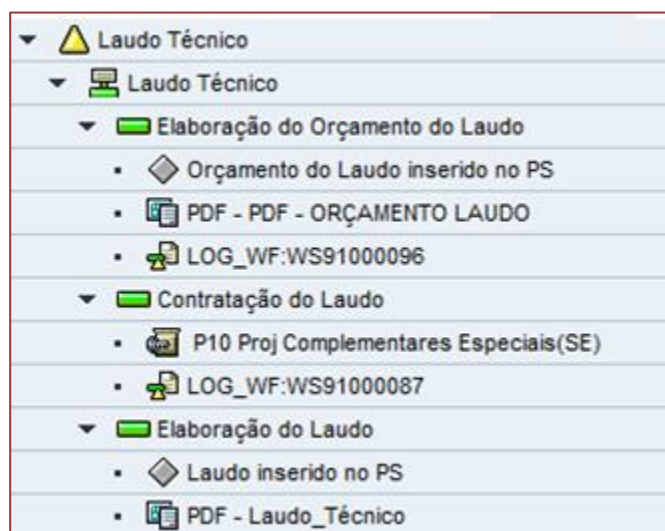 Laudo Técnico
Laudo Técnico
Elaboração do Orçamento do Laudo
Orçamento do Laudo inserido no PS
PDF - PDF - ORÇAMENTO LAUDO
LOG_WF:WS91000096
Contratação do Laudo
P10 Proj Complementares Especiais(SE)
LOG_WF:WS91000087
Elaboração do Laudo
Laudo inserido no PS
PDF - Laudo_Técnico